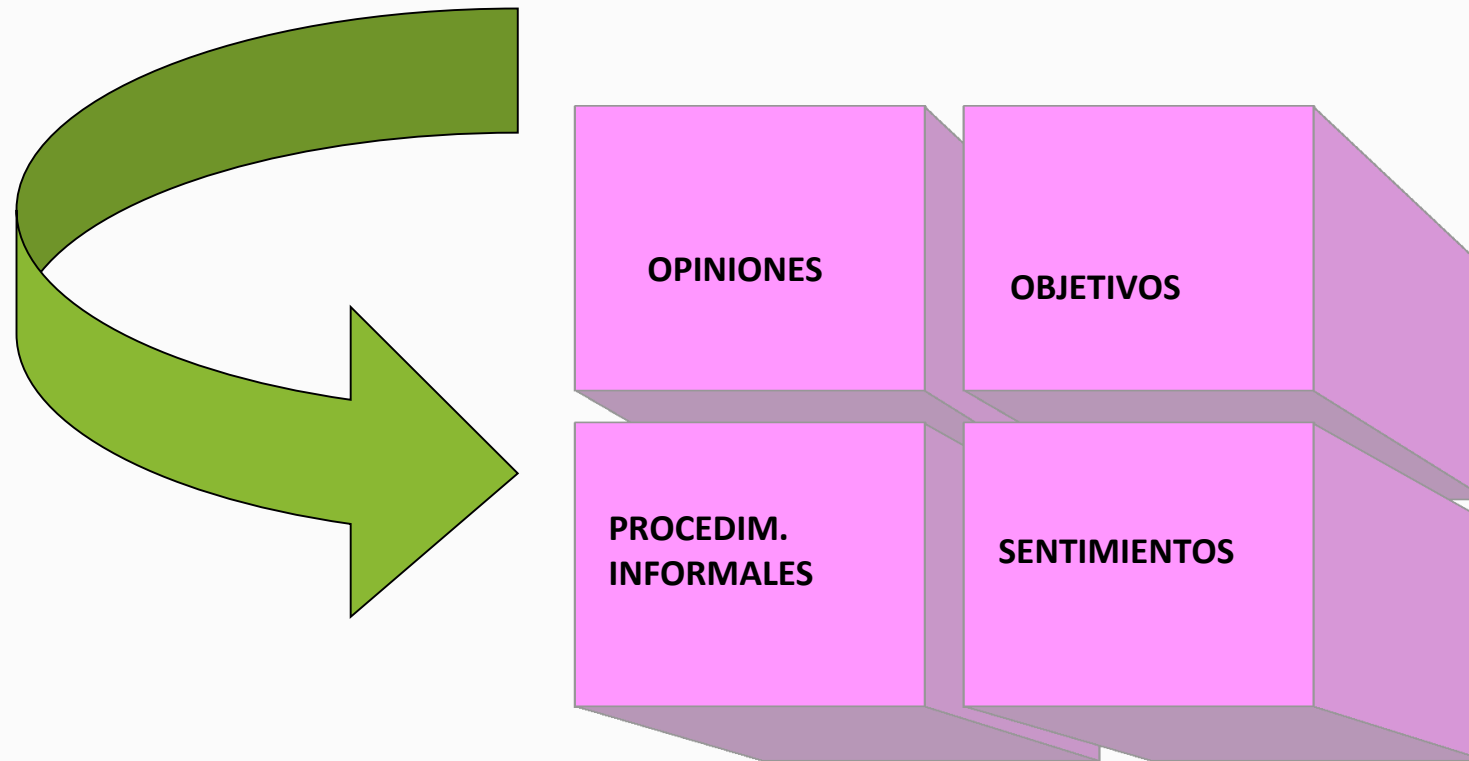 OPINIONES
OBJETIVOS
PROCEDIM.
INFORMALES
SENTIMIENTOS